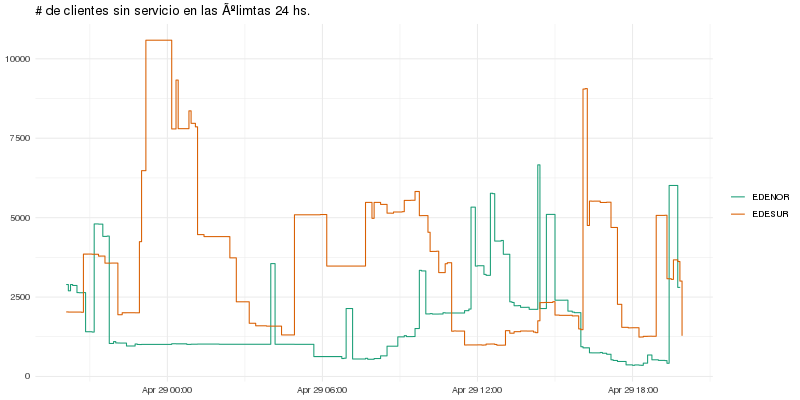 # de clientes sin servicio en las Ãºlimtas 24 hs.
10000
7500
5000
2500
0
Apr 29 00:00
Apr 29 06:00
Apr 29 12:00
Apr 29 18:00
EDENOR
EDESUR